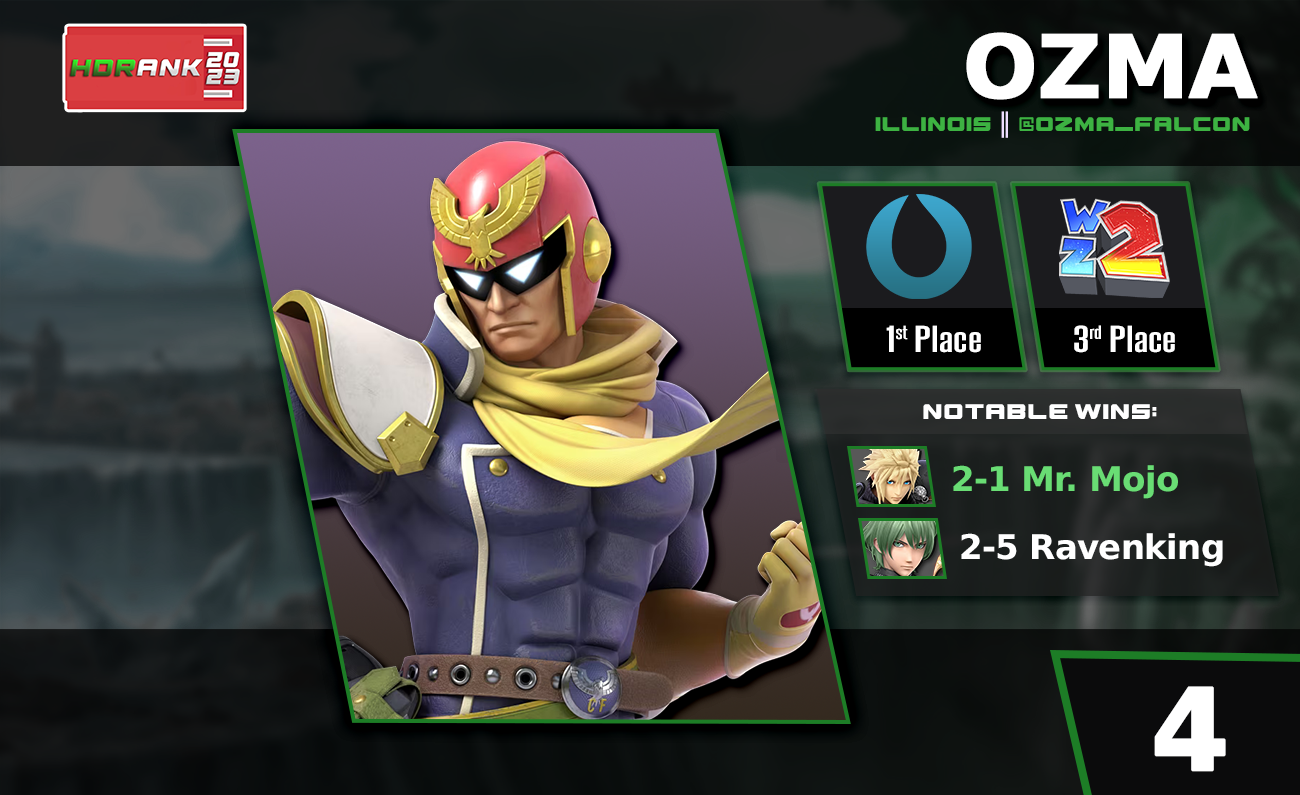 HDRANK 2023
OZMA
ILLINOIS || @OZMA_FALCON
WZ2
1st Place
3rd Place
NOTABLE WINS:
2-1 Mr. Mojo
2-5 Ravenking
CF
4